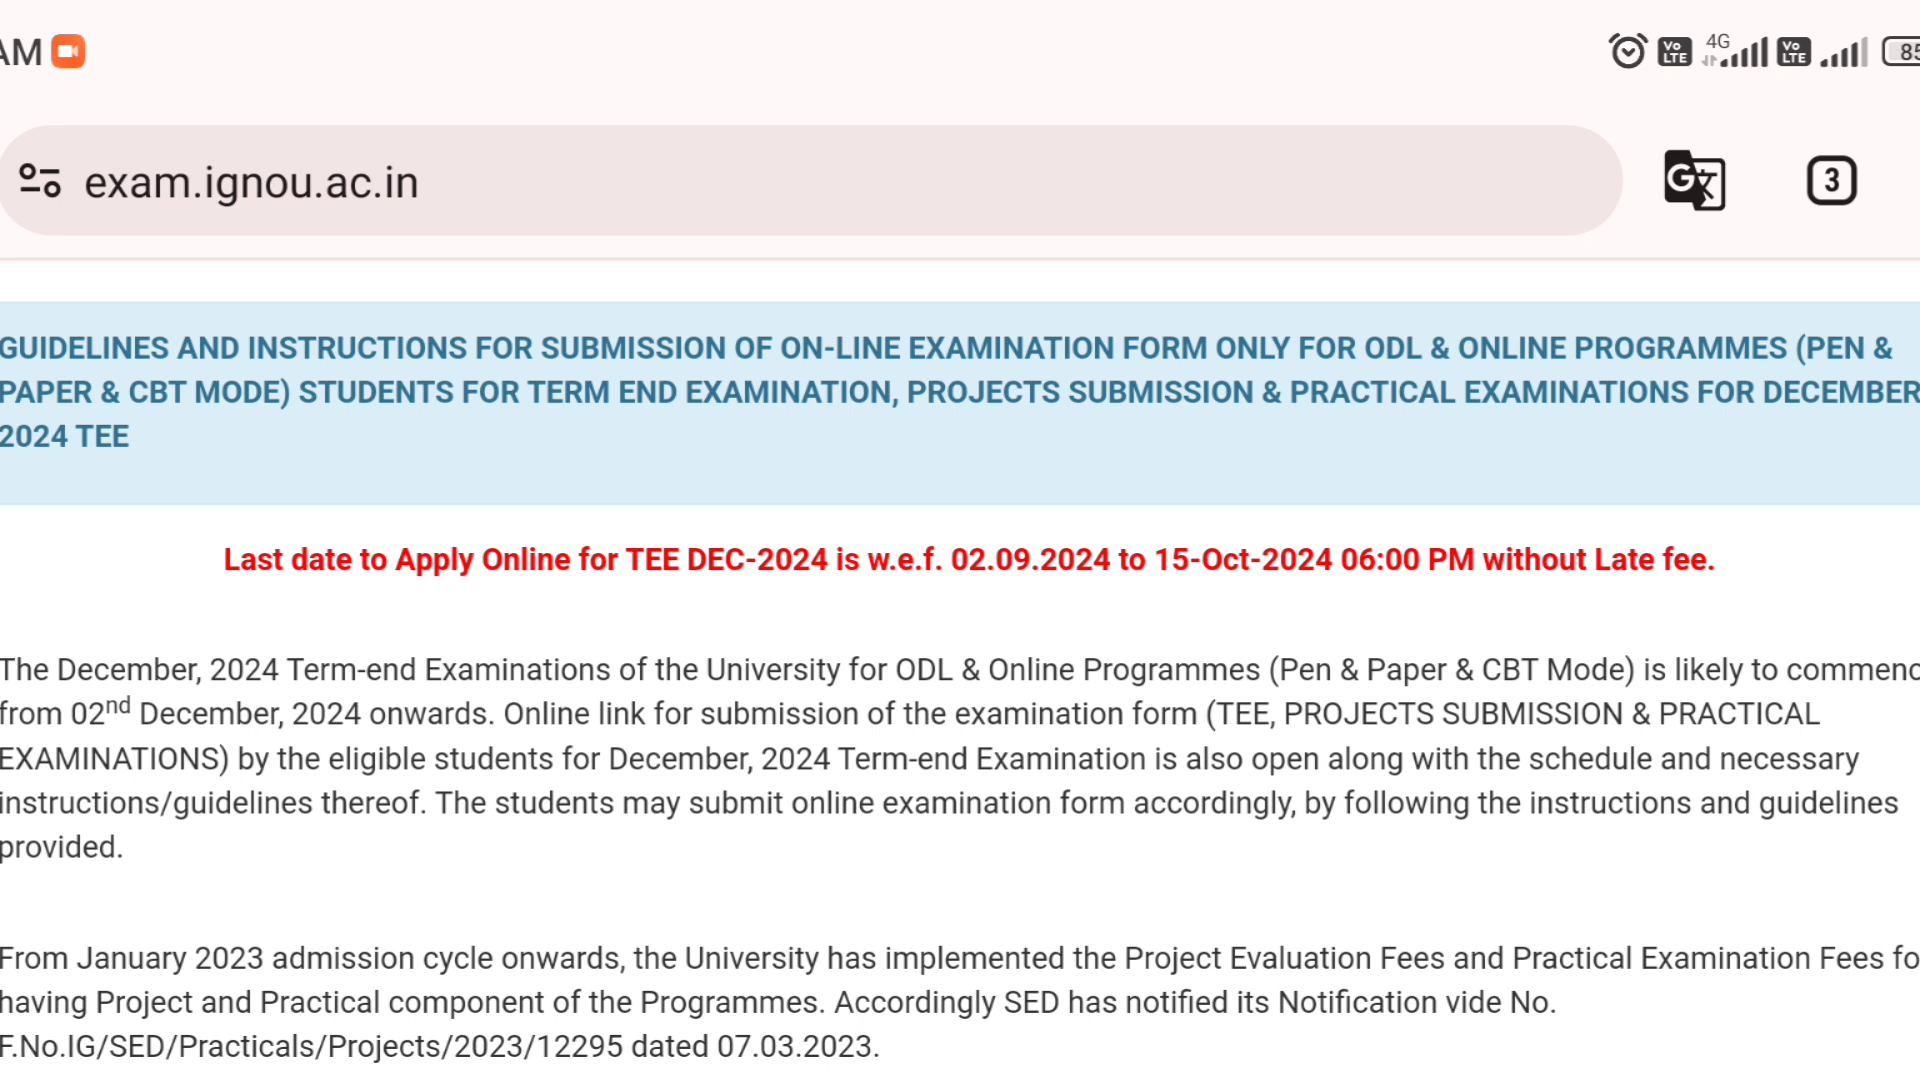 AM
Vo LTE 4G Vo LTE 85
exam.ignou.ac.in
3
GUIDELINES AND INSTRUCTIONS FOR SUBMISSION OF ON-LINE EXAMINATION FORM ONLY FOR ODL & ONLINE PROGRAMMES (PEN &
PAPER & CBT MODE) STUDENTS FOR TERM END EXAMINATION, PROJECTS SUBMISSION & PRACTICAL EXAMINATIONS FOR DECEMBER
2024 TEE
Last date to Apply Online for TEE DEC-2024 is w.e.f. 02.09.2024 to 15-Oct-2024 06:00 PM without Late fee.
The December, 2024 Term-end Examinations of the University for ODL & Online Programmes (Pen & Paper & CBT Mode) is likely to commenc
from 02nd December, 2024 onwards. Online link for submission of the examination form (TEE, PROJECTS SUBMISSION & PRACTICAL
EXAMINATIONS) by the eligible students for December, 2024 Term-end Examination is also open along with the schedule and necessary
instructions/guidelines thereof. The students may submit online examination form accordingly, by following the instructions and guidelines
provided.
From January 2023 admission cycle onwards, the University has implemented the Project Evaluation Fees and Practical Examination Fees fo
having Project and Practical component of the Programmes. Accordingly SED has notified its Notification vide No.
F.No.IG/SED/Practicals/Projects/2023/12295 dated 07.03.2023.